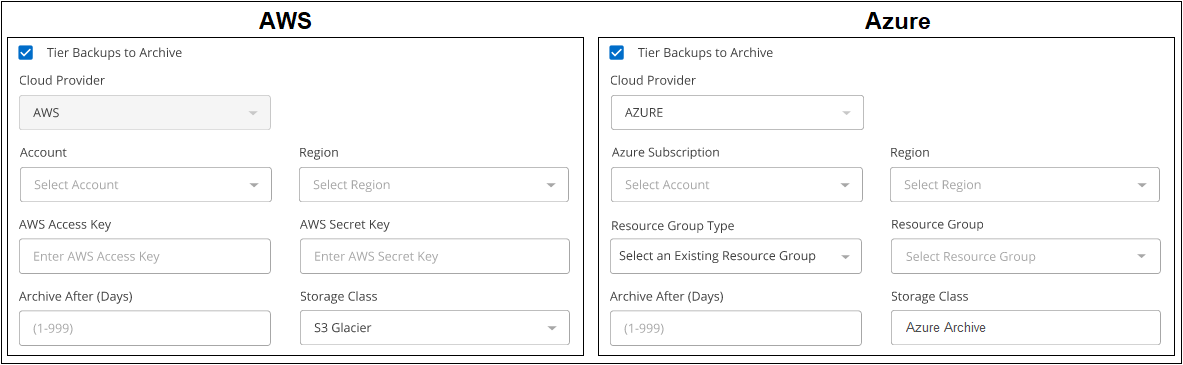 AWS
Tier Backups to Archive
Cloud Provider
AWS
Account
Region
Select Account
Select Region
AWS Access Key
AWS Secret Key
Enter AWS Access Key
Enter AWS Secret Key
Archive After (Days)
Storage Class
(1-999)
S3 Glacier
Azure
Tier Backups to Archive
Cloud Provider
AZURE
Azure Subscription
Region
Select Account
Select Region
Resource Group Type
Resource Group
Select an Existing Resource Group
Select Resource Group
Archive After (Days)
Storage Class
(1-999)
Azure Archive